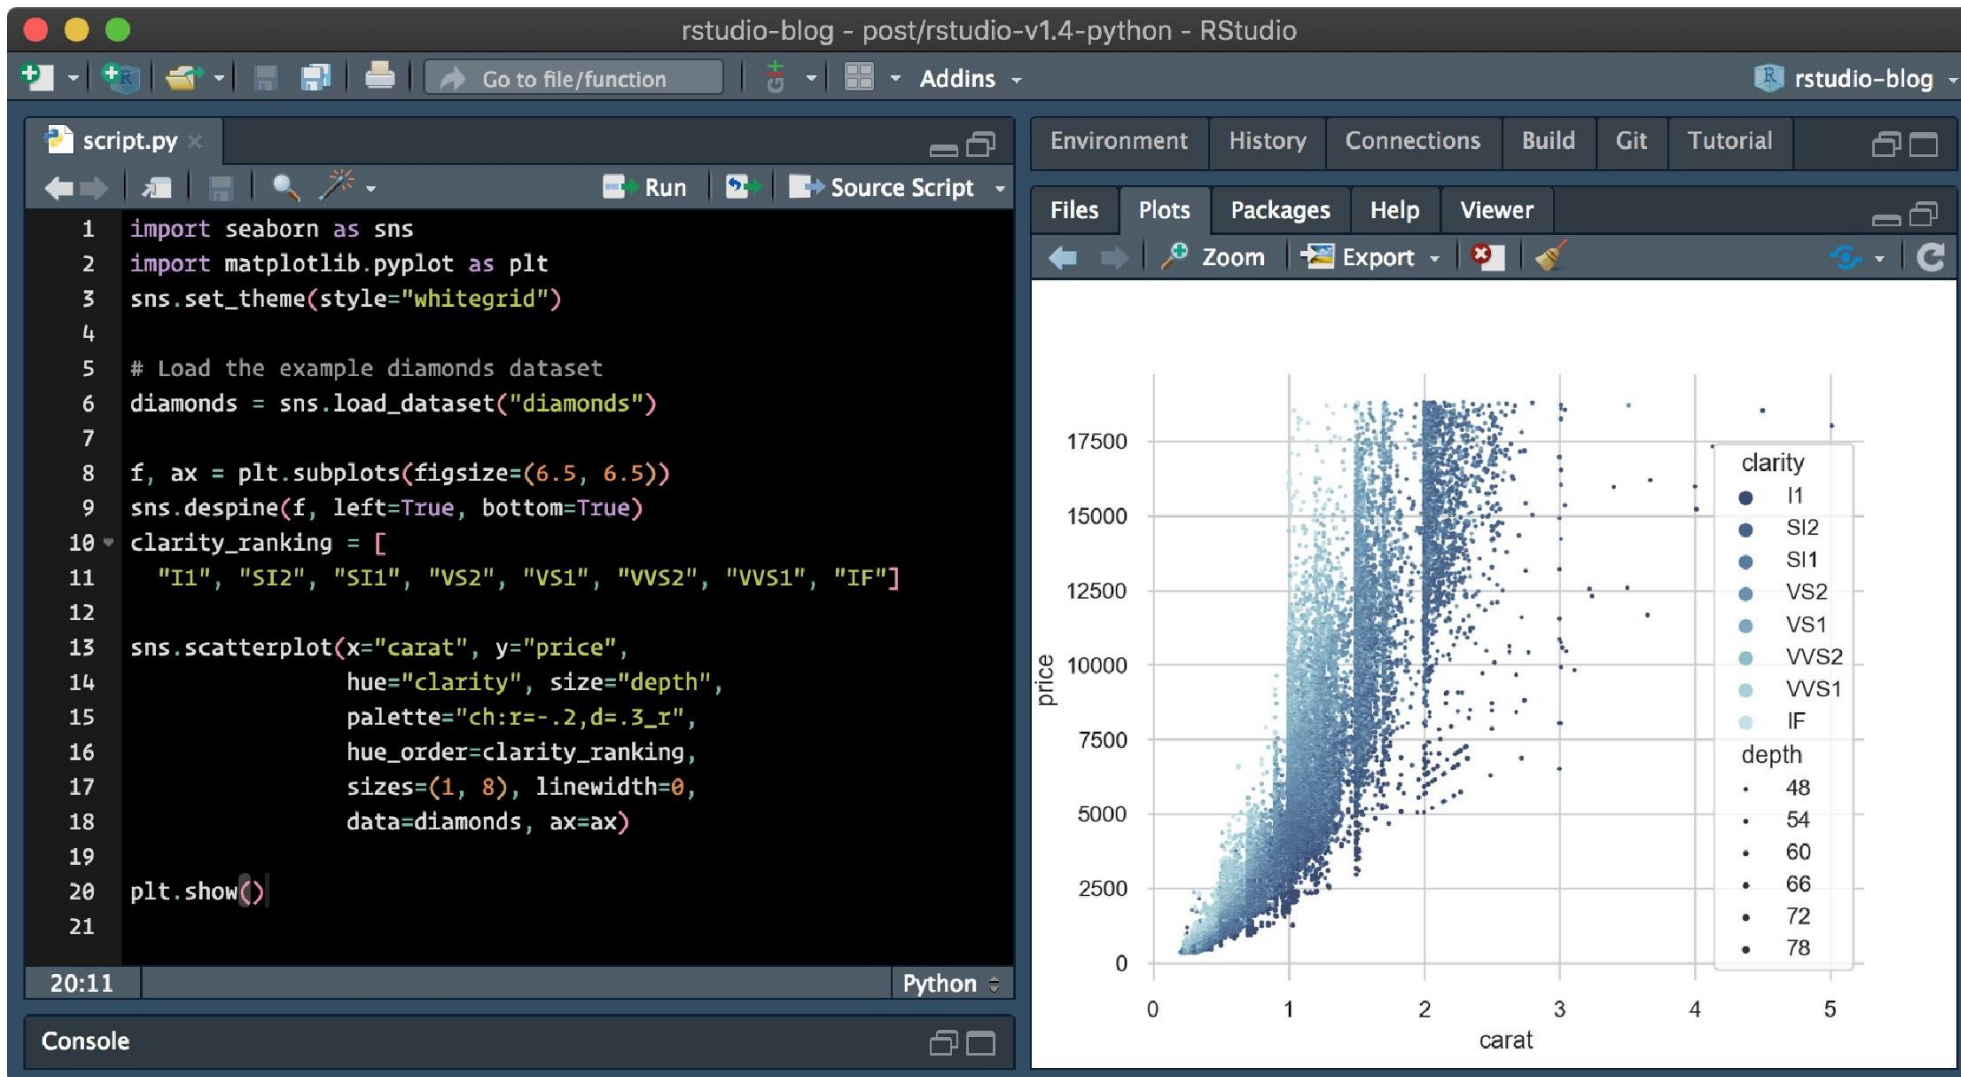 rstudio-blog - post/rstudio-v1.4-python - RStudio
Go to file/function
Addins
rstudio-blog
script.py
Run
Source Script
1 import seaborn as sns
2 import matplotlib.pyplot as plt
3 sns.set_theme(style="whitegrid")
4
5 # Load the example diamonds dataset
6 diamonds = sns.load_dataset("diamonds")
7
8 f, ax = plt.subplots(figsize=(6.5, 6.5))
9 sns.despine(f, left=True, bottom=True)
10 clarity_ranking = [
11   "I1", "SI2", "SI1", "VS2", "VS1", "VVS2", "VVS1", "IF"]
12
13 sns.scatterplot(x="carat", y="price",
14                 hue="clarity", size="depth",
15                 palette="ch:r=-.2,d=.3_r",
16                 hue_order=clarity_ranking,
17                 sizes=(1, 8), linewidth=0,
18                 data=diamonds, ax=ax)
19
20 plt.show()
21
20:11
Python
Console
Environment History Connections Build Git Tutorial
Files Plots Packages Help Viewer
Zoom Export
price
17500
15000
12500
10000
7500
5000
2500
0
0 1 2 3 4 5
carat
clarity
I1
SI2
SI1
VS2
VS1
VVS2
VVS1
IF
depth
48
54
60
66
72
78